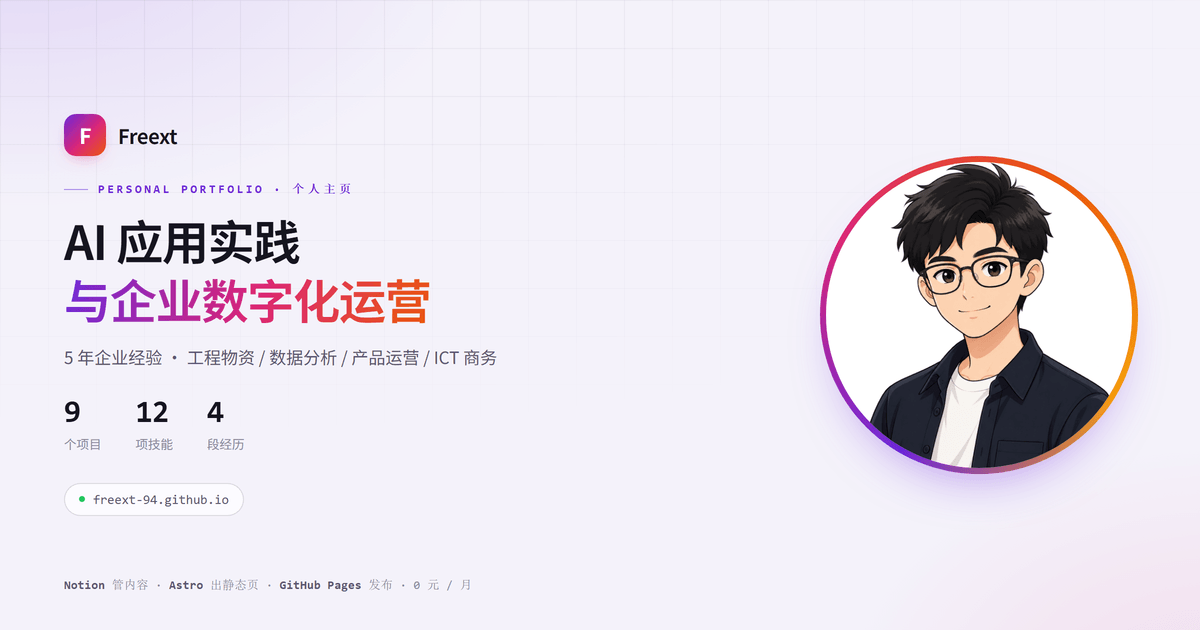 F Freext
PERSONAL PORTFOLIO · 个人主页
AI 应用实践
与企业数字化运营
5 年企业经验 · 工程物资 / 数据分析 / 产品运营 / ICT 商务
9 12 4
个项目 项技能 段经历
freext-94.github.io
Notion 管内容 · Astro 出静态页 · GitHub Pages 发布 · 0 元 / 月